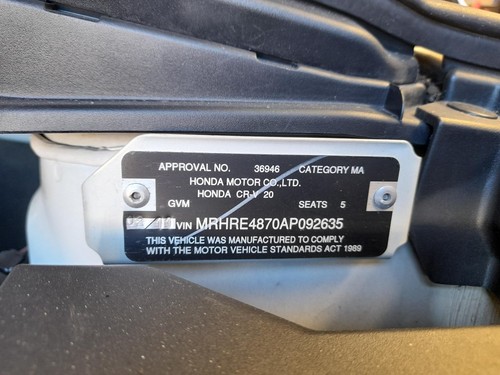 APPROVAL NO. 36946 CATEGORY MA
HONDA MOTOR CO.,LTD.
HONDA CR-V 20
GVM SEATS 5
VIN MRHRE4870AP092635
THIS VEHICLE WAS MANUFACTURED TO COMPLY
WITH THE MOTOR VEHICLE STANDARDS ACT 1989